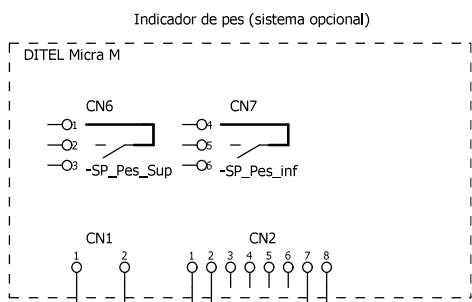 Indicador de pes (sistema opcional)
DITEL Micra M
CN6 CN7
1 4
2 5
3 6
-SP_Pes_Sup -SP_Pes_inf
CN1 CN2
1 2 1 2 3 4 5 6 7 8